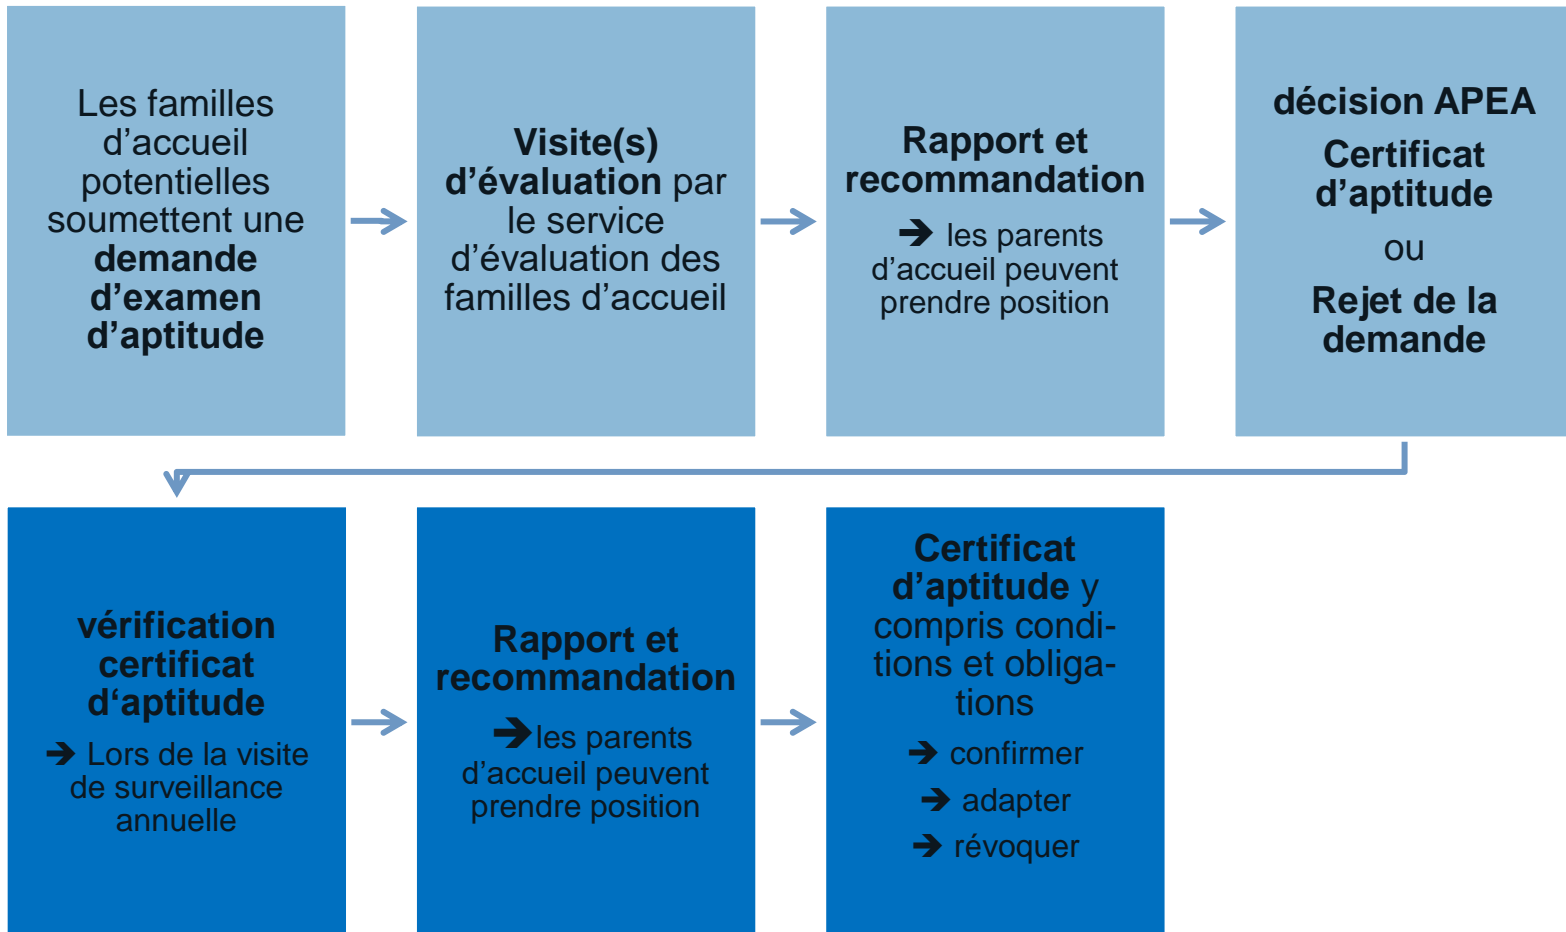 Les familles
d’accueil
potentielles
soumettent une
demande
d’examen
d’aptitude
Visite(s)
d’évaluation par
le service
d’évaluation des
familles d’accueil
Rapport et
recommandation
➔ les parents
d’accueil peuvent
prendre position
décision APEA
Certificat
d’aptitude
ou
Rejet de la
demande
vérification
certificat
d‘aptitude
➔ Lors de la visite
de surveillance
annuelle
Rapport et
recommandation
➔les parents
d’accueil peuvent
prendre position
Certificat
d’aptitude y
compris condi-
tions et obliga-
tions
➔ confirmer
➔ adapter
➔ révoquer